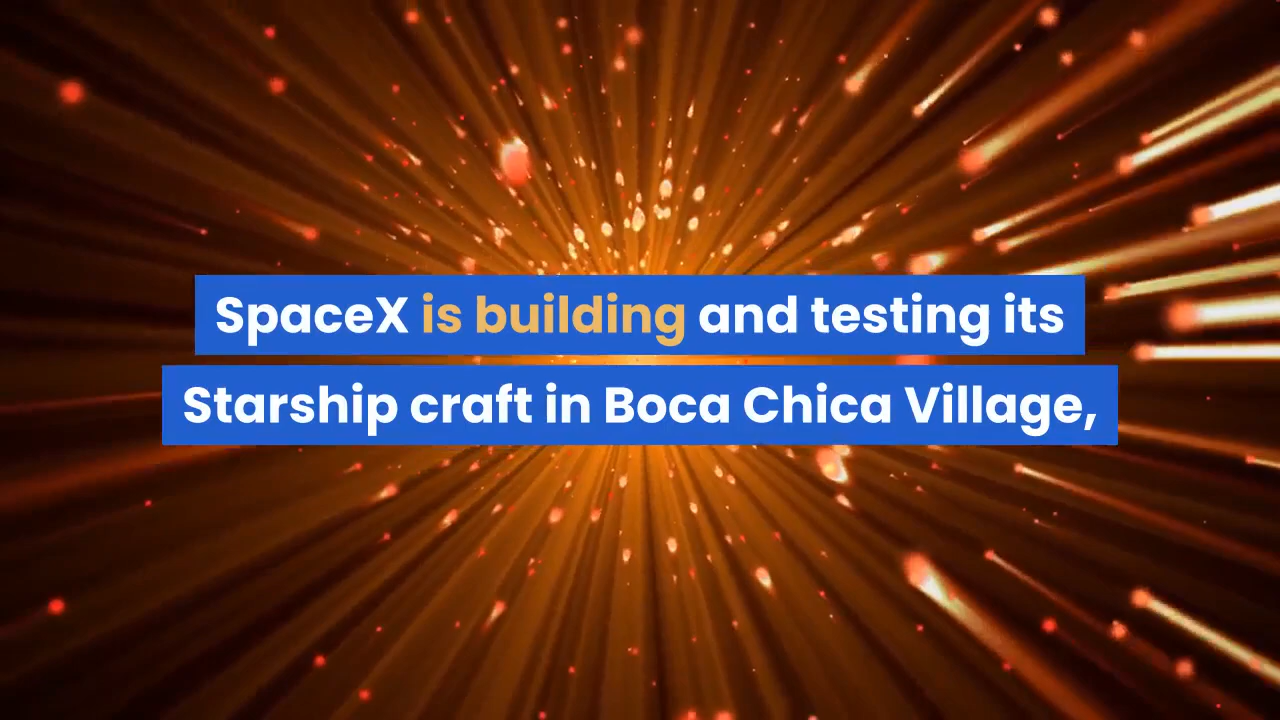 SpaceX is building and testing its
Starship craft in Boca Chica Village,